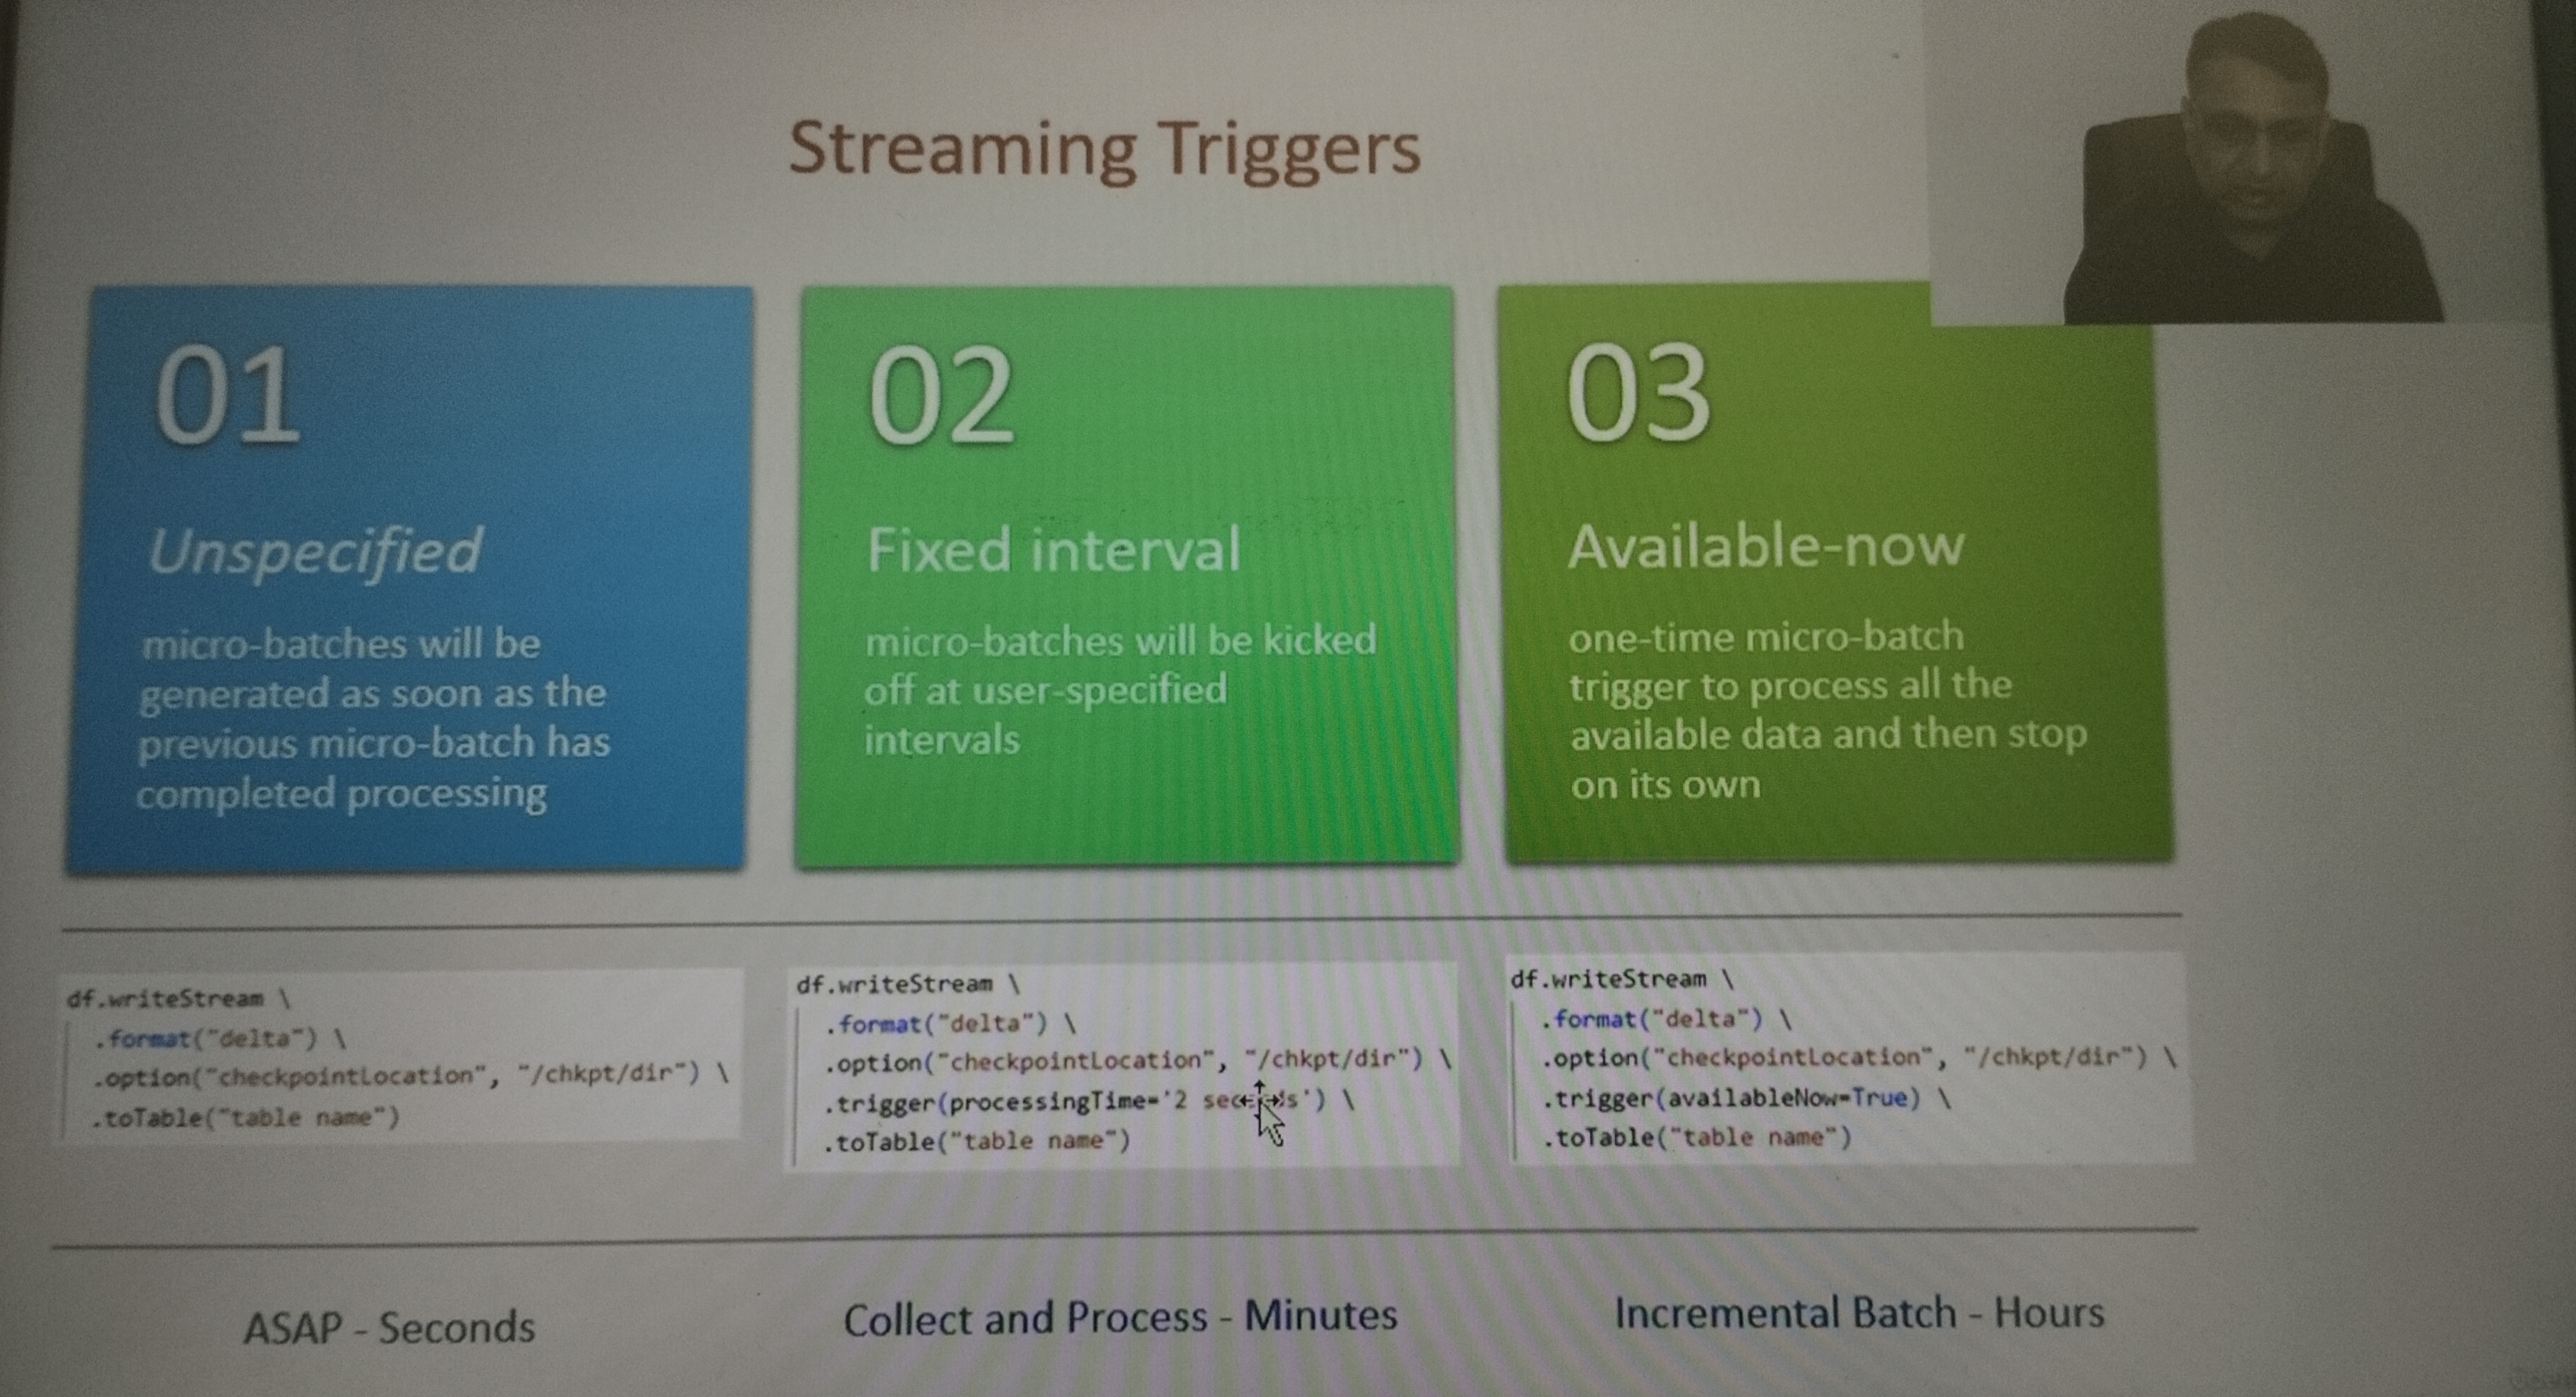 Streaming Triggers
01
Unspecified
micro-batches will be
generated as soon as the
previous micro-batch has
completed processing
02
Fixed interval
micro-batches will be kicked
off at user-specified
intervals
03
Available-now
one-time micro-batch
trigger to process all the
available data and then stop
on its own
df.writeStream \
.format("delta") \
.option("checkpointLocation", "/chkpt/dir") \
.toTable("table name")
df.writeStream \
.format("delta") \
.option("checkpointLocation", "/chkpt/dir") \
.trigger(processingTime='2 seconds') \
.toTable("table name")
df.writeStream \
.format("delta") \
.option("checkpointLocation", "/chkpt/dir") \
.trigger(availableNow=True) \
.toTable("table name")
ASAP - Seconds
Collect and Process - Minutes
Incremental Batch - Hours